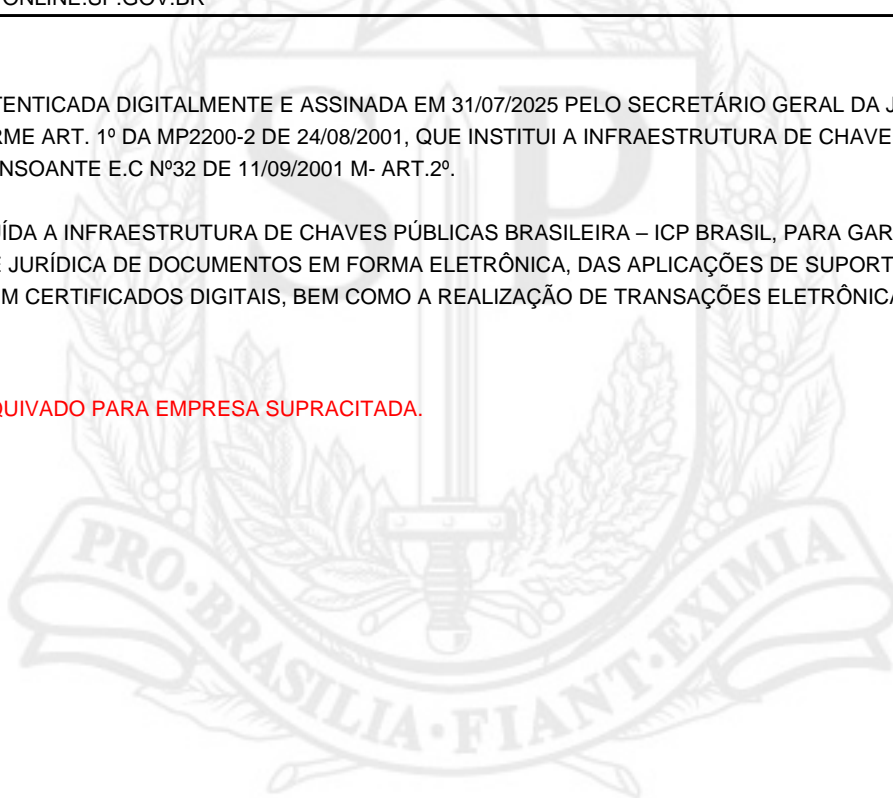 TENTICADA DIGITALMENTE E ASSINADA EM 31/07/2025 PELO SECRETÁRIO GERAL DA J
RME ART. 1º DA MP2200-2 DE 24/08/2001, QUE INSTITUI A INFRAESTRUTURA DE CHAVE
NSOANTE E.C Nº32 DE 11/09/2001 M- ART.2º.
ÍDA A INFRAESTRUTURA DE CHAVES PÚBLICAS BRASILEIRA – ICP BRASIL, PARA GAR
E JURÍDICA DE DOCUMENTOS EM FORMA ELETRÔNICA, DAS APLICAÇÕES DE SUPORT
M CERTIFICADOS DIGITAIS, BEM COMO A REALIZAÇÃO DE TRANSAÇÕES ELETRÔNICA
QUIVADO PARA EMPRESA SUPRACITADA.
SP
PRO·BRASILIA·FIANT·EXIMIA